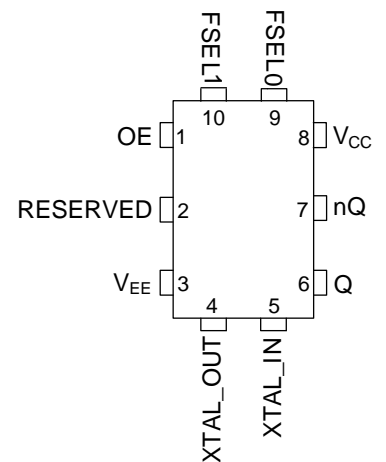 FSEL1
FSEL0
10
9
OE 1
8 VCC
RESERVED 2
7 nQ
VEE 3
6 Q
4
5
XTAL_OUT
XTAL_IN